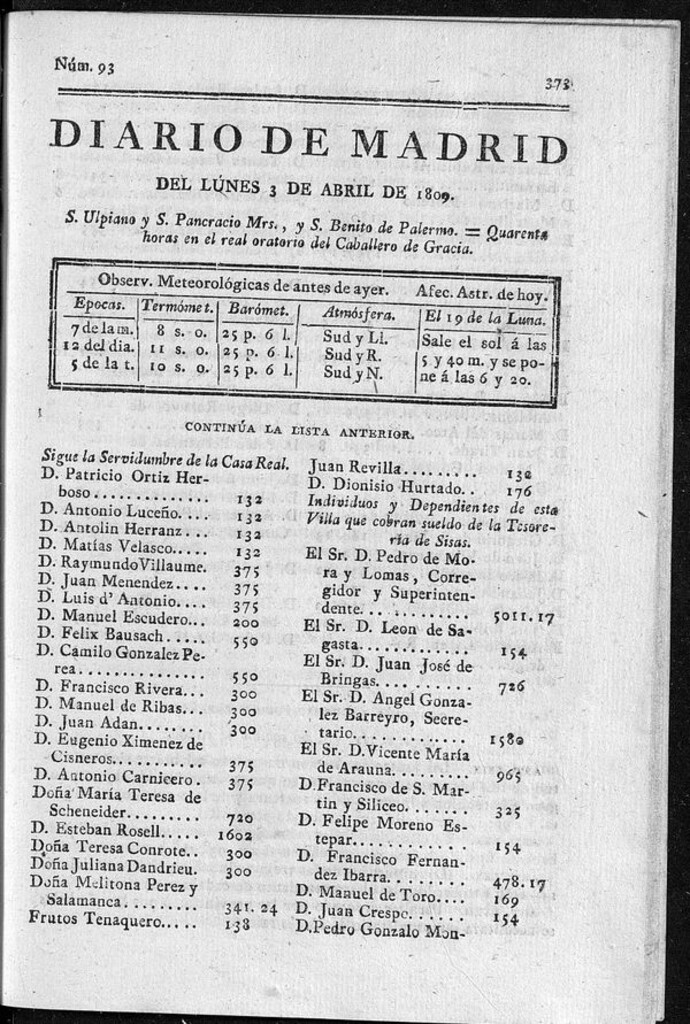 Núm. 93
373
DIARIO DE MADRID
DEL LÚNES 3 DE ABRIL DE 1809.
S. Ulpiano y S. Pancracio Mrs., y S. Benito de Palermo. = Quarenta
horas en el real oratorio del Caballero de Gracia.
Observ. Meteorológicas de antes de ayer. Afec. Astr. de hoy.
Epocas. Termómet. Barómet. Atmósfera. El 19 de la Luna.
7 de la m. 8 s. o. 25 p. 6 l. Sud y Ll. Sale el sol á las
12 del dia. 11 s. o. 25 p. 6 l. Sud y R. 5 y 40 m. y se po-
5 de la t. 10 s. o. 25 p. 6 l. Sud y N. ne á las 6 y 20.
CONTINÚA LA LISTA ANTERIOR.
Sigue la Servidumbre de la Casa Real.
D. Patricio Ortiz Her-
boso............. 132
D. Antonio Luceño.... 132
D. Antolin Herranz... 132
D. Matías Velasco..... 132
D. Raymundo Villaume. 375
D. Juan Menendez.... 375
D. Luis d' Antonio.... 375
D. Manuel Escudero... 200
D. Felix Bausach..... 550
D. Camilo Gonzalez Pe-
rea................ 550
D. Francisco Rivera... 300
D. Manuel de Ribas... 300
D. Juan Adan........ 300
D. Eugenio Ximenez de
Cisneros........... 375
D. Antonio Carnicero. 375
Doña María Teresa de
Scheneider......... 720
D. Esteban Rosell..... 1602
Doña Teresa Conrote.. 300
Doña Juliana Dandrieu. 300
Doña Melitona Perez y
Salamanca......... 341. 24
Frutos Tenaquero..... 138
Juan Revilla........ 132
D. Dionisio Hurtado.. 176
Individuos y Dependientes de esta
Villa que cobran sueldo de la Tesore-
ría de Sisas.
El Sr. D. Pedro de Mo-
ra y Lomas, Corre-
gidor y Superinten-
dente............ 5011.17
El Sr. D. Leon de Sa-
gasta............. 154
El Sr. D. Juan José de
Bringas.......... 726
El Sr. D. Angel Gonza-
lez Barreyro, Secre-
tario............. 1580
El Sr. D. Vicente María
de Arauna......... 965
D. Francisco de S. Mar-
tin y Siliceo....... 325
D. Felipe Moreno Es-
tepar............. 154
D. Francisco Fernan-
dez Ibarra......... 478.17
D. Manuel de Toro.... 169
D. Juan Crespo....... 154
D. Pedro Gonzalo Mon-